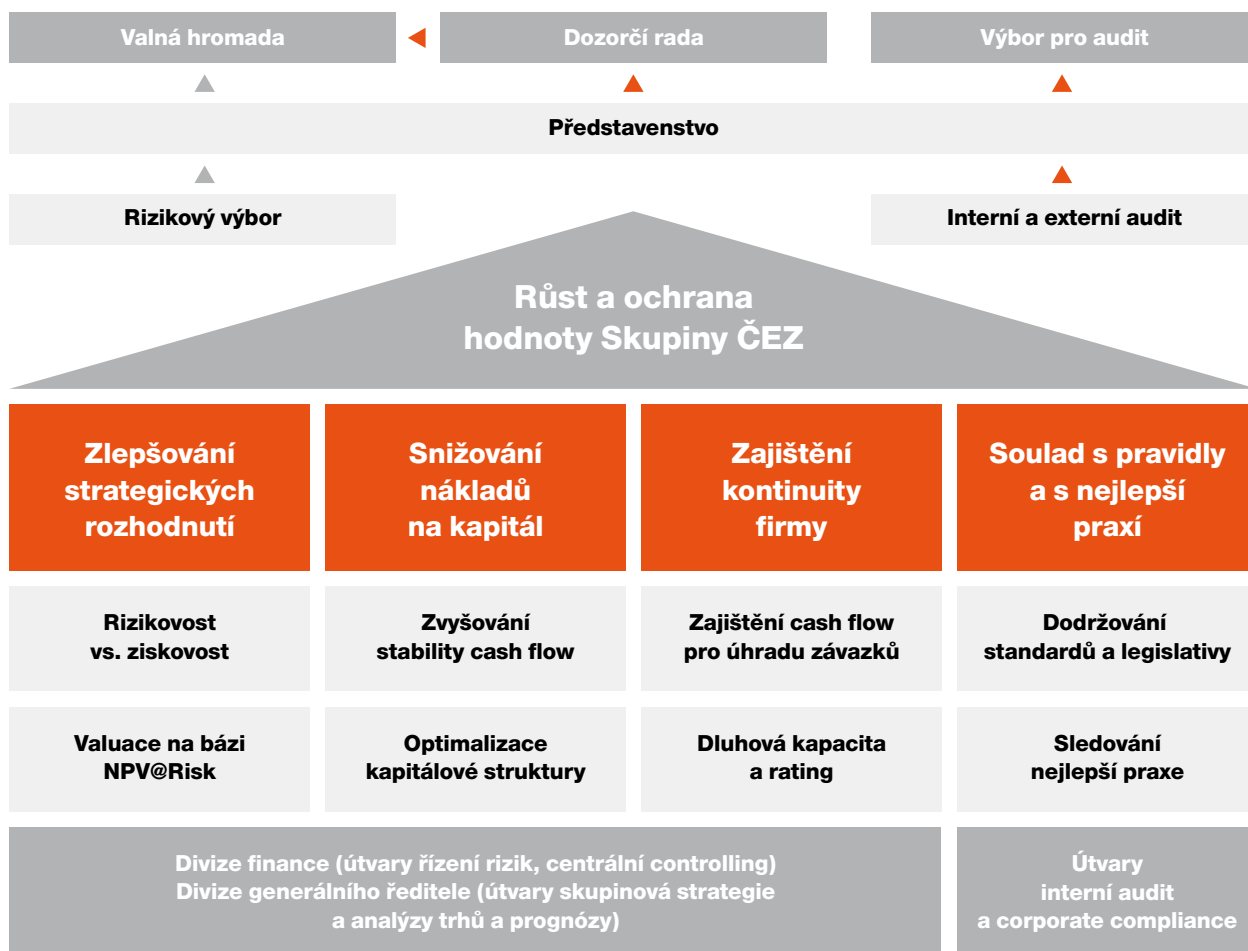 Valná hromada
Dozorčí rada
Výbor pro audit
Představenstvo
Rizikový výbor
Interní a externí audit
Růst a ochrana
hodnoty Skupiny ČEZ
Zlepšování
strategických
rozhodnutí
Snižování
nákladů
na kapitál
Zajištění
kontinuity
firmy
Soulad s pravidly
a s nejlepší
praxí
Rizikovost
vs. ziskovost
Zvyšování
stability cash flow
Zajištění cash flow
pro úhradu závazků
Dodržování
standardů a legislativy
Valuace na bázi
NPV@Risk
Optimalizace
kapitálové struktury
Dluhová kapacita
a rating
Sledování
nejlepší praxe
Divize finance (útvary řízení rizik, centrální controlling)
Divize generálního ředitele (útvary skupinová strategie
a analýzy trhů a prognózy)
Útvary
interní audit
a corporate compliance